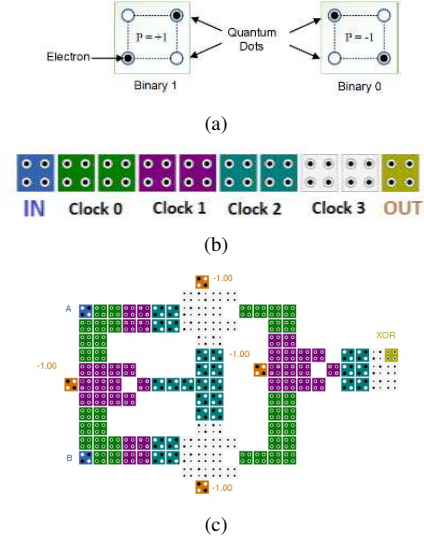 Electron
P = +1
Quantum
Dots
P = -1
Binary 1
Binary 0
(a)
IN Clock 0 Clock 1 Clock 2 Clock 3 OUT
(b)
-1.00
A
XOR
-1.00
-1.00
B
-1.00
(c)